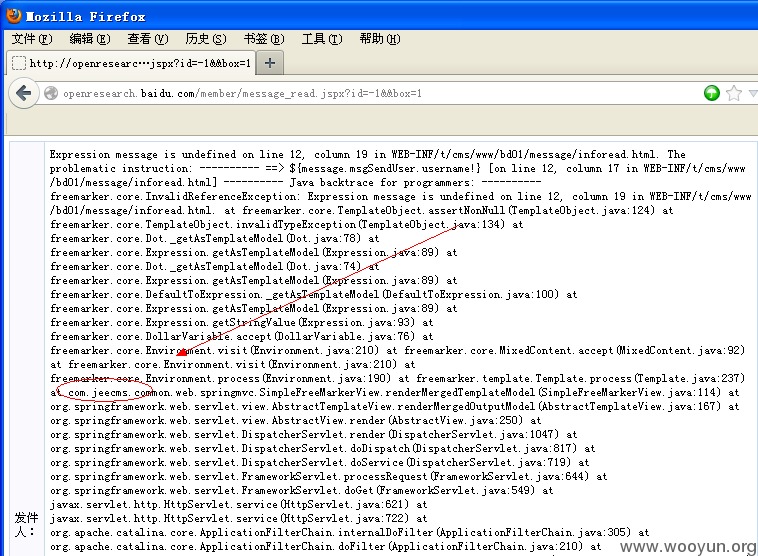 Mozilla Firefox
文件(F) 编辑(E) 查看(V) 历史(S) 书签(B) 工具(T) 帮助(H)
http://openresearc…jspx?id=-1&&box=1
openresearch.baidu.com/member/message_read.jspx?id=-1&&box=1
Expression message is undefined on line 12, column 19 in WEB-INF/t/cms/www/bd01/message/inforead.html. The
problematic instruction: ---------- ==> ${message.msgSendUser.username!} [on line 12, column 17 in WEB-INF/t/cms/www
/bd01/message/inforead.html] ---------- Java backtrace for programmers: ----------
freemarker.core.InvalidReferenceException: Expression message is undefined on line 12, column 19 in WEB-INF/t/cms/www
/bd01/message/inforead.html. at freemarker.core.TemplateObject.assertNonNull(TemplateObject.java:124) at
freemarker.core.TemplateObject.invalidTypeException(TemplateObject.java:134) at
freemarker.core.Dot._getAsTemplateModel(Dot.java:78) at
freemarker.core.Expression.getAsTemplateModel(Expression.java:89) at
freemarker.core.Dot._getAsTemplateModel(Dot.java:74) at
freemarker.core.Expression.getAsTemplateModel(Expression.java:89) at
freemarker.core.DefaultToExpression._getAsTemplateModel(DefaultToExpression.java:100) at
freemarker.core.Expression.getAsTemplateModel(Expression.java:89) at
freemarker.core.Expression.getStringValue(Expression.java:93) at
freemarker.core.DollarVariable.accept(DollarVariable.java:76) at
freemarker.core.Environment.visit(Environment.java:210) at freemarker.core.MixedContent.accept(MixedContent.java:92)
at freemarker.core.Environment.visit(Environment.java:210) at
freemarker.core.Environment.process(Environment.java:190) at freemarker.template.Template.process(Template.java:237)
at com.jeecms.common.web.springmvc.SimpleFreeMarkerView.renderMergedTemplateModel(SimpleFreeMarkerView.java:114) at
org.springframework.web.servlet.view.AbstractTemplateView.renderMergedOutputModel(AbstractTemplateView.java:167) at
org.springframework.web.servlet.view.AbstractView.render(AbstractView.java:250) at
org.springframework.web.servlet.DispatcherServlet.render(DispatcherServlet.java:1047) at
org.springframework.web.servlet.DispatcherServlet.doDispatch(DispatcherServlet.java:817) at
org.springframework.web.servlet.DispatcherServlet.doService(DispatcherServlet.java:719) at
org.springframework.web.servlet.FrameworkServlet.processRequest(FrameworkServlet.java:644) at
org.springframework.web.servlet.FrameworkServlet.doGet(FrameworkServlet.java:549) at
javax.servlet.http.HttpServlet.service(HttpServlet.java:621) at
javax.servlet.http.HttpServlet.service(HttpServlet.java:722) at
org.apache.catalina.core.ApplicationFilterChain.internalDoFilter(ApplicationFilterChain.java:305) at
org.apache.catalina.core.ApplicationFilterChain.doFilter(ApplicationFilterChain.java:210) at
发件
人:
www.wooyun.org